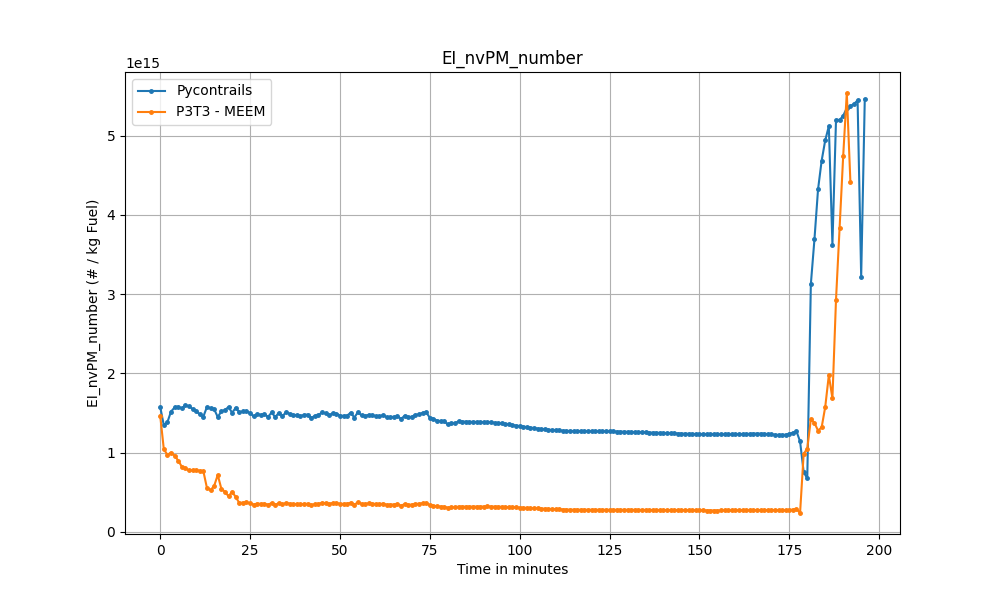 EI_nvPM_number
1e15
Pycontrails
P3T3 - MEEM
EI_nvPM_number (# / kg Fuel)
5
4
3
2
1
0
0 25 50 75 100 125 150 175 200
Time in minutes